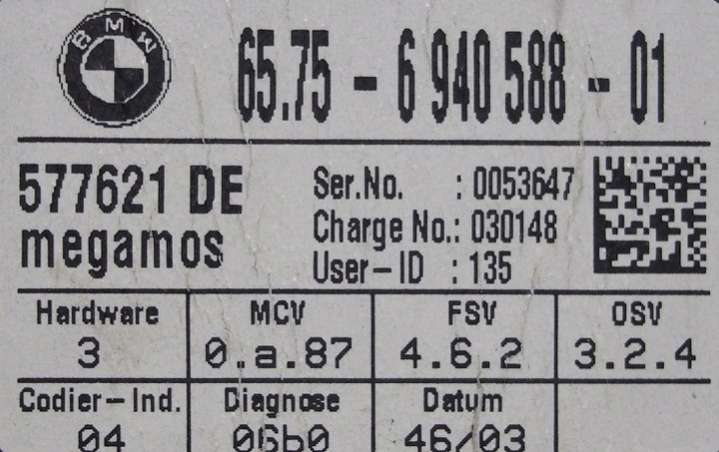 BMW
65.75 - 6 940 588 - 01
577621 DE
megamos
Ser.No. : 0053647
Charge No.: 030148
User-ID : 135
Hardware MCV FSV OSV
3 0.a.87 4.6.2 3.2.4
Codier-Ind. Diagnose Datum
04 06b0 46/03